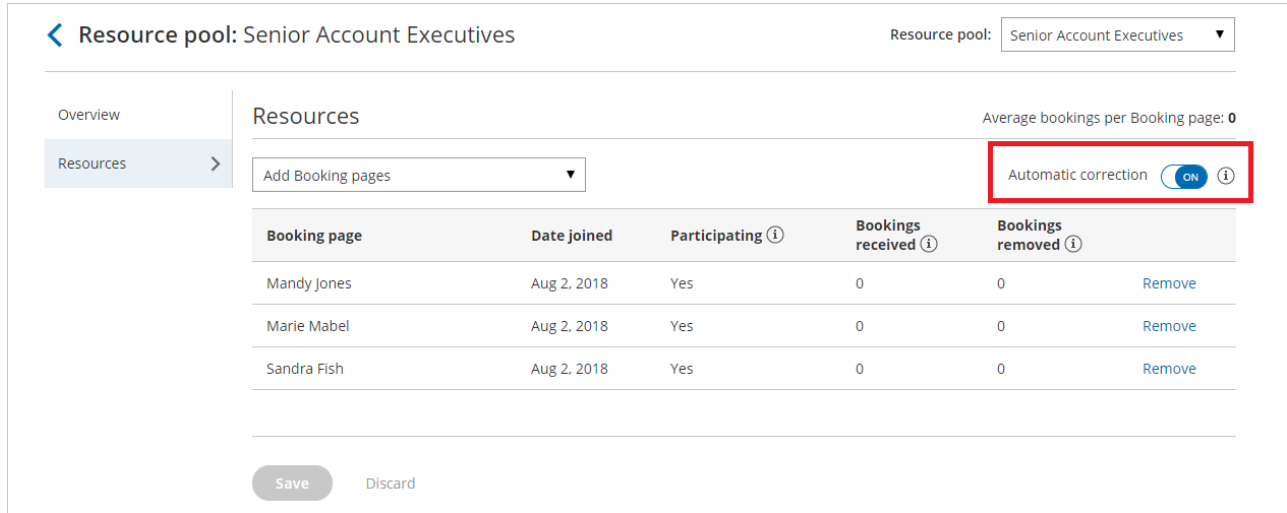 Resource pool: Senior Account Executives
Resource pool: Senior Account Executives
Overview
Resources
Resources
Average bookings per Booking page: 0
Add Booking pages
Automatic correction ON
Booking page Date joined Participating Bookings received Bookings removed
Mandy Jones Aug 2, 2018 Yes 0 0 Remove
Marie Mabel Aug 2, 2018 Yes 0 0 Remove
Sandra Fish Aug 2, 2018 Yes 0 0 Remove
Save Discard